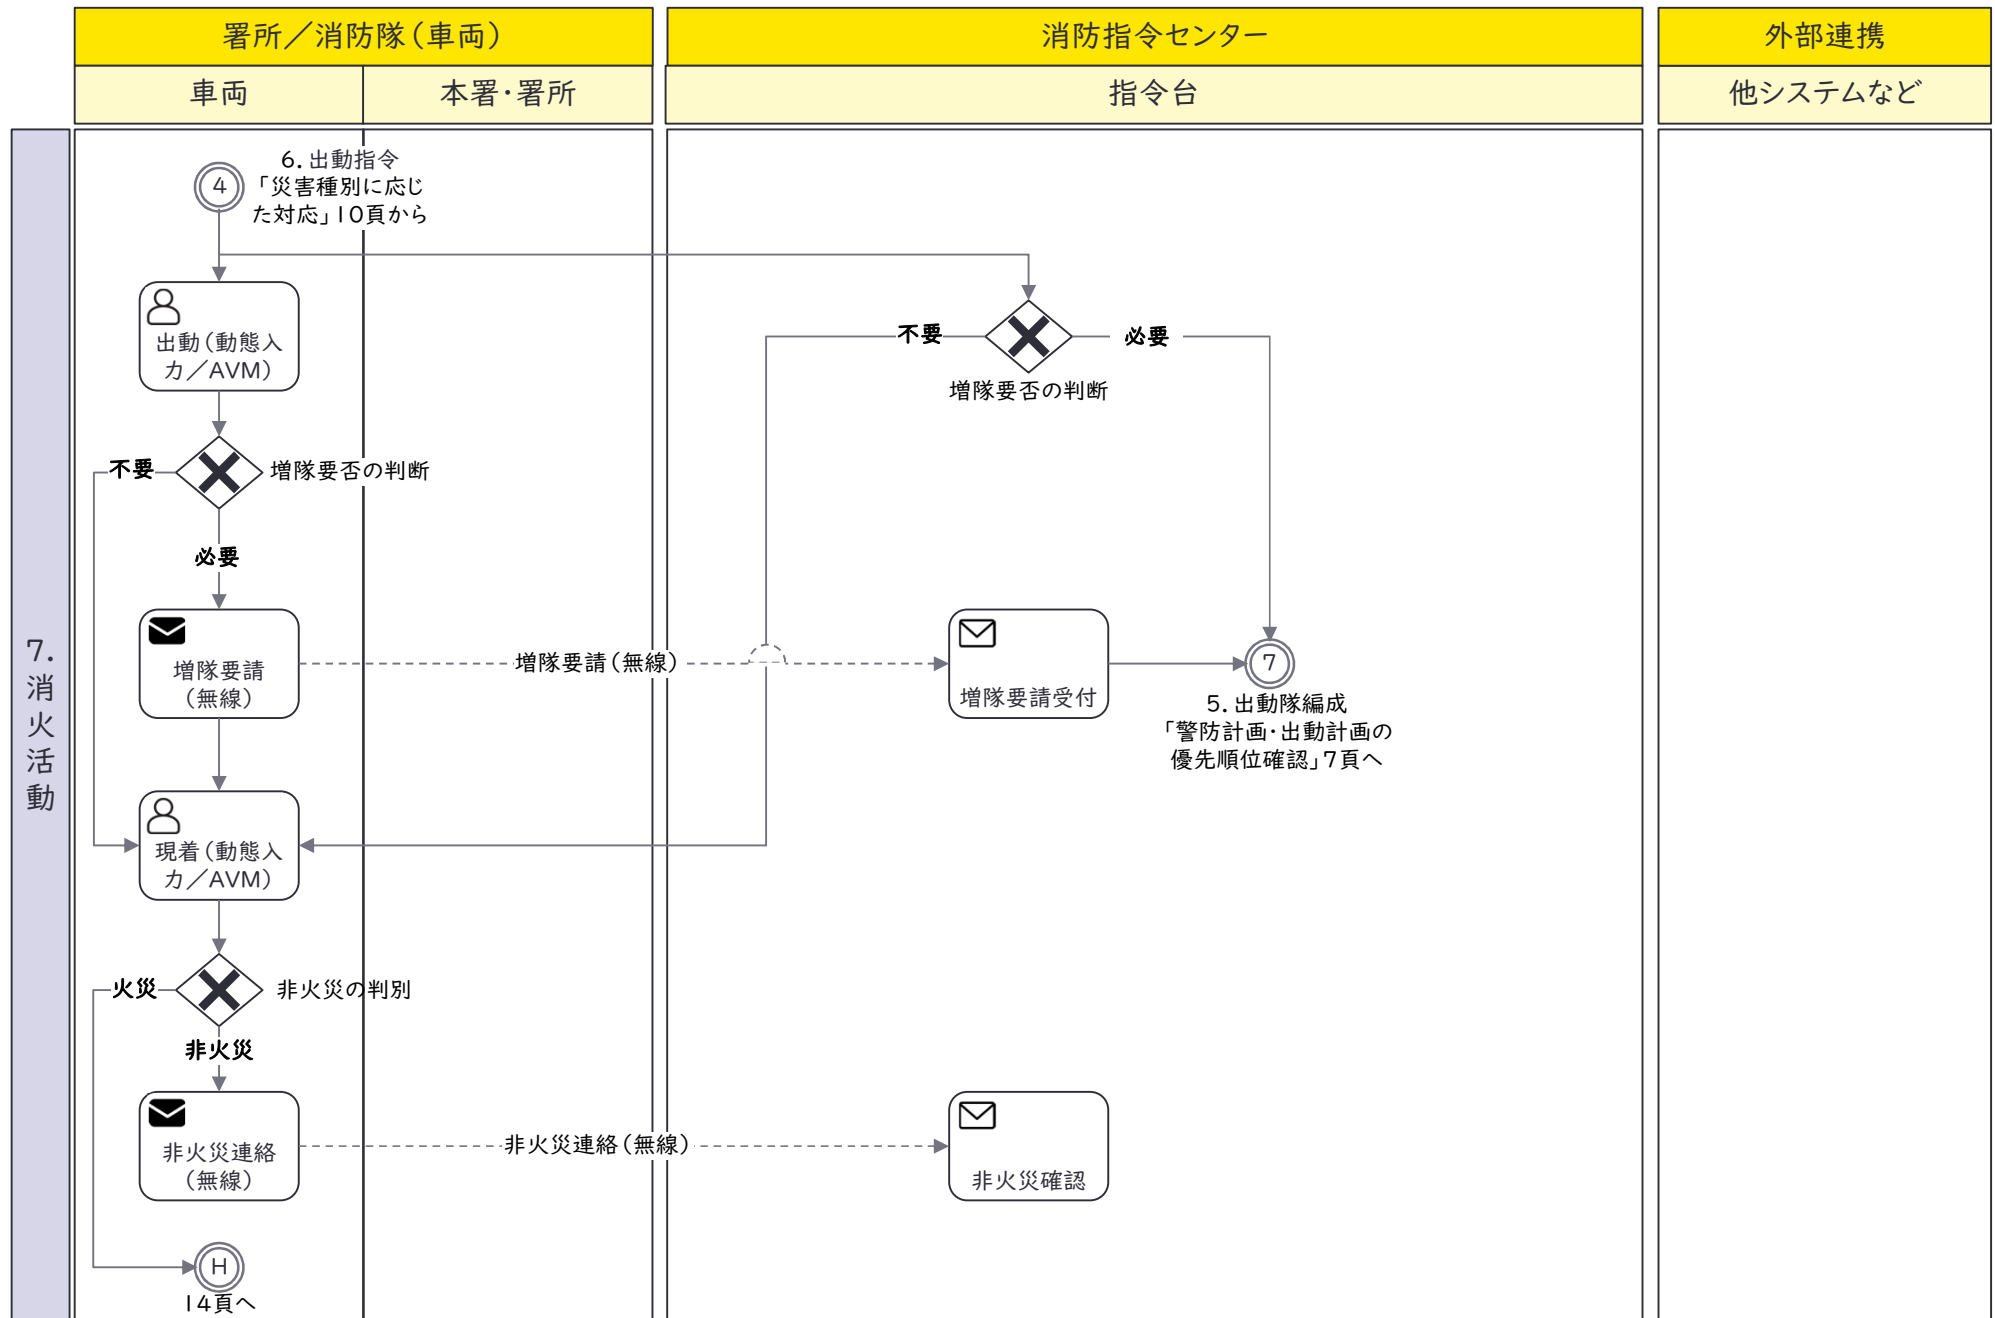 署所／消防隊（車両）
消防指令センター
外部連携
車両
本署・署所
指令台
他システムなど
7.消火活動
4
6.出動指令
「災害種別に応じ
た対応」10頁から
出動（動態入
力／AVM）
不要
必要
増隊要否の判断
不要
増隊要否の判断
必要
増隊要請
（無線）
増隊要請（無線）
増隊要請受付
7
5.出動隊編成
「警防計画・出動計画の
優先順位確認」7頁へ
現着（動態入
力／AVM）
火災
非火災の判別
非火災
非火災連絡
（無線）
非火災連絡（無線）
非火災確認
H
14頁へ